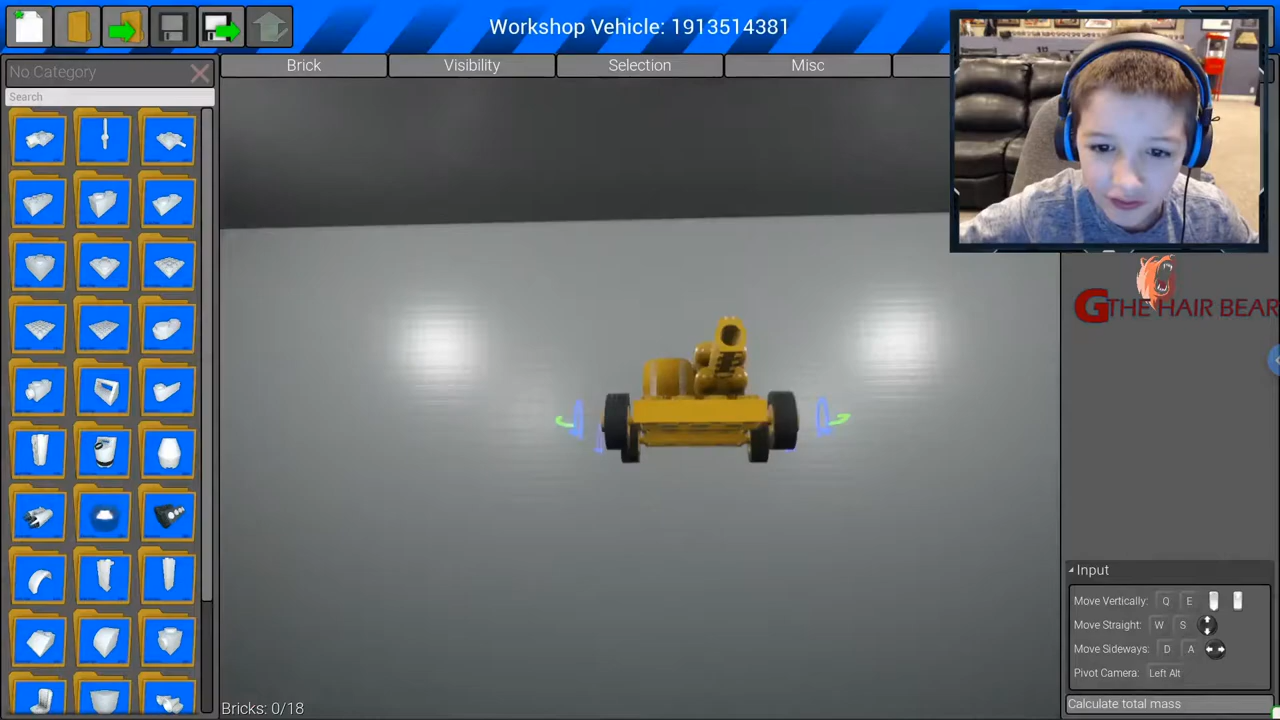 Workshop Vehicle: 1913514381
No Category
Search
Brick
Visibility
Selection
Misc
GTHE HAIR BEAR
Input
Move Vertically: Q E
Move Straight: W S
Move Sideways: D A
Pivot Camera: Left Alt
Calculate total mass
Bricks: 0/18